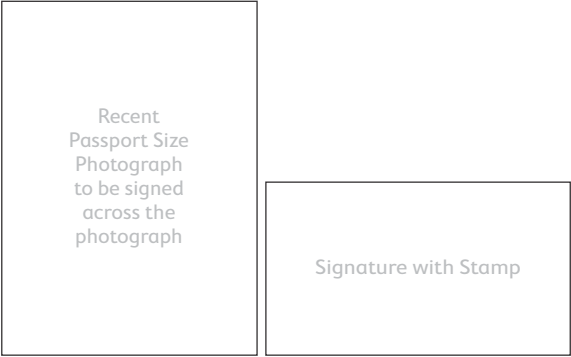 Recent
Passport Size
Photograph
to be signed
across the
photograph
Signature with Stamp